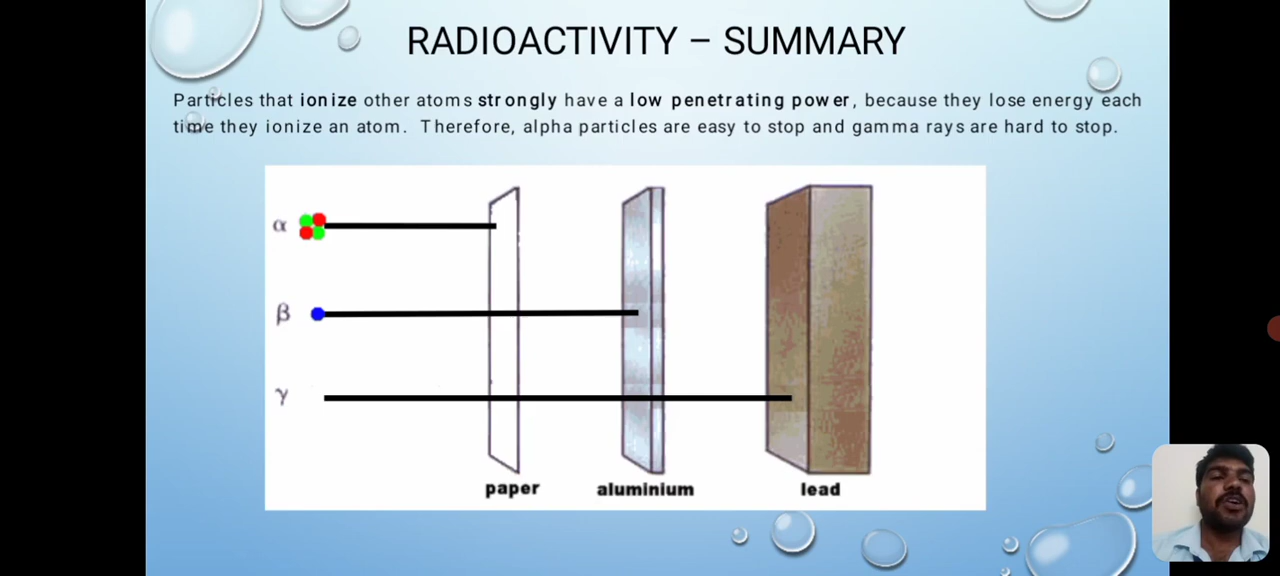 RADIOACTIVITY – SUMMARY
Particles that ionize other atoms strongly have a low penetrating power, because they lose energy each
time they ionize an atom. Therefore, alpha particles are easy to stop and gamma rays are hard to stop.
α
β
γ
paper aluminium lead